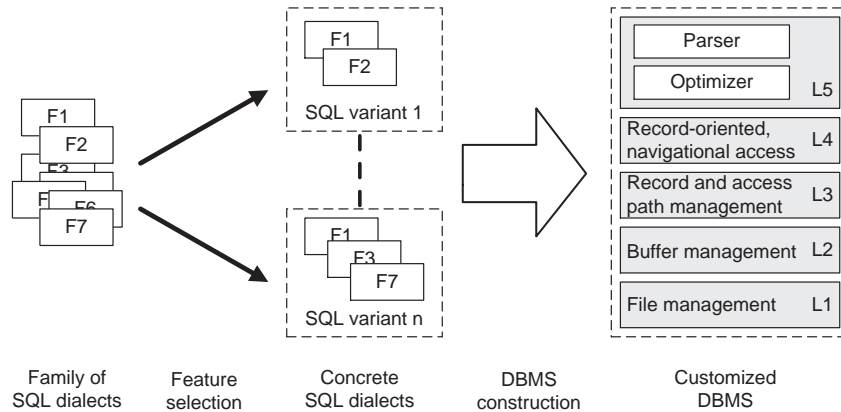 F1
F2
F3
F
F6
F7
F1
F2
SQL variant 1
F1
F3
F7
SQL variant n
Parser
Optimizer
L5
Record-oriented,
navigational access
L4
Record and access
path management
L3
Buffer management
L2
File management
L1
Family of
SQL dialects
Feature
selection
Concrete
SQL dialects
DBMS
construction
Customized
DBMS